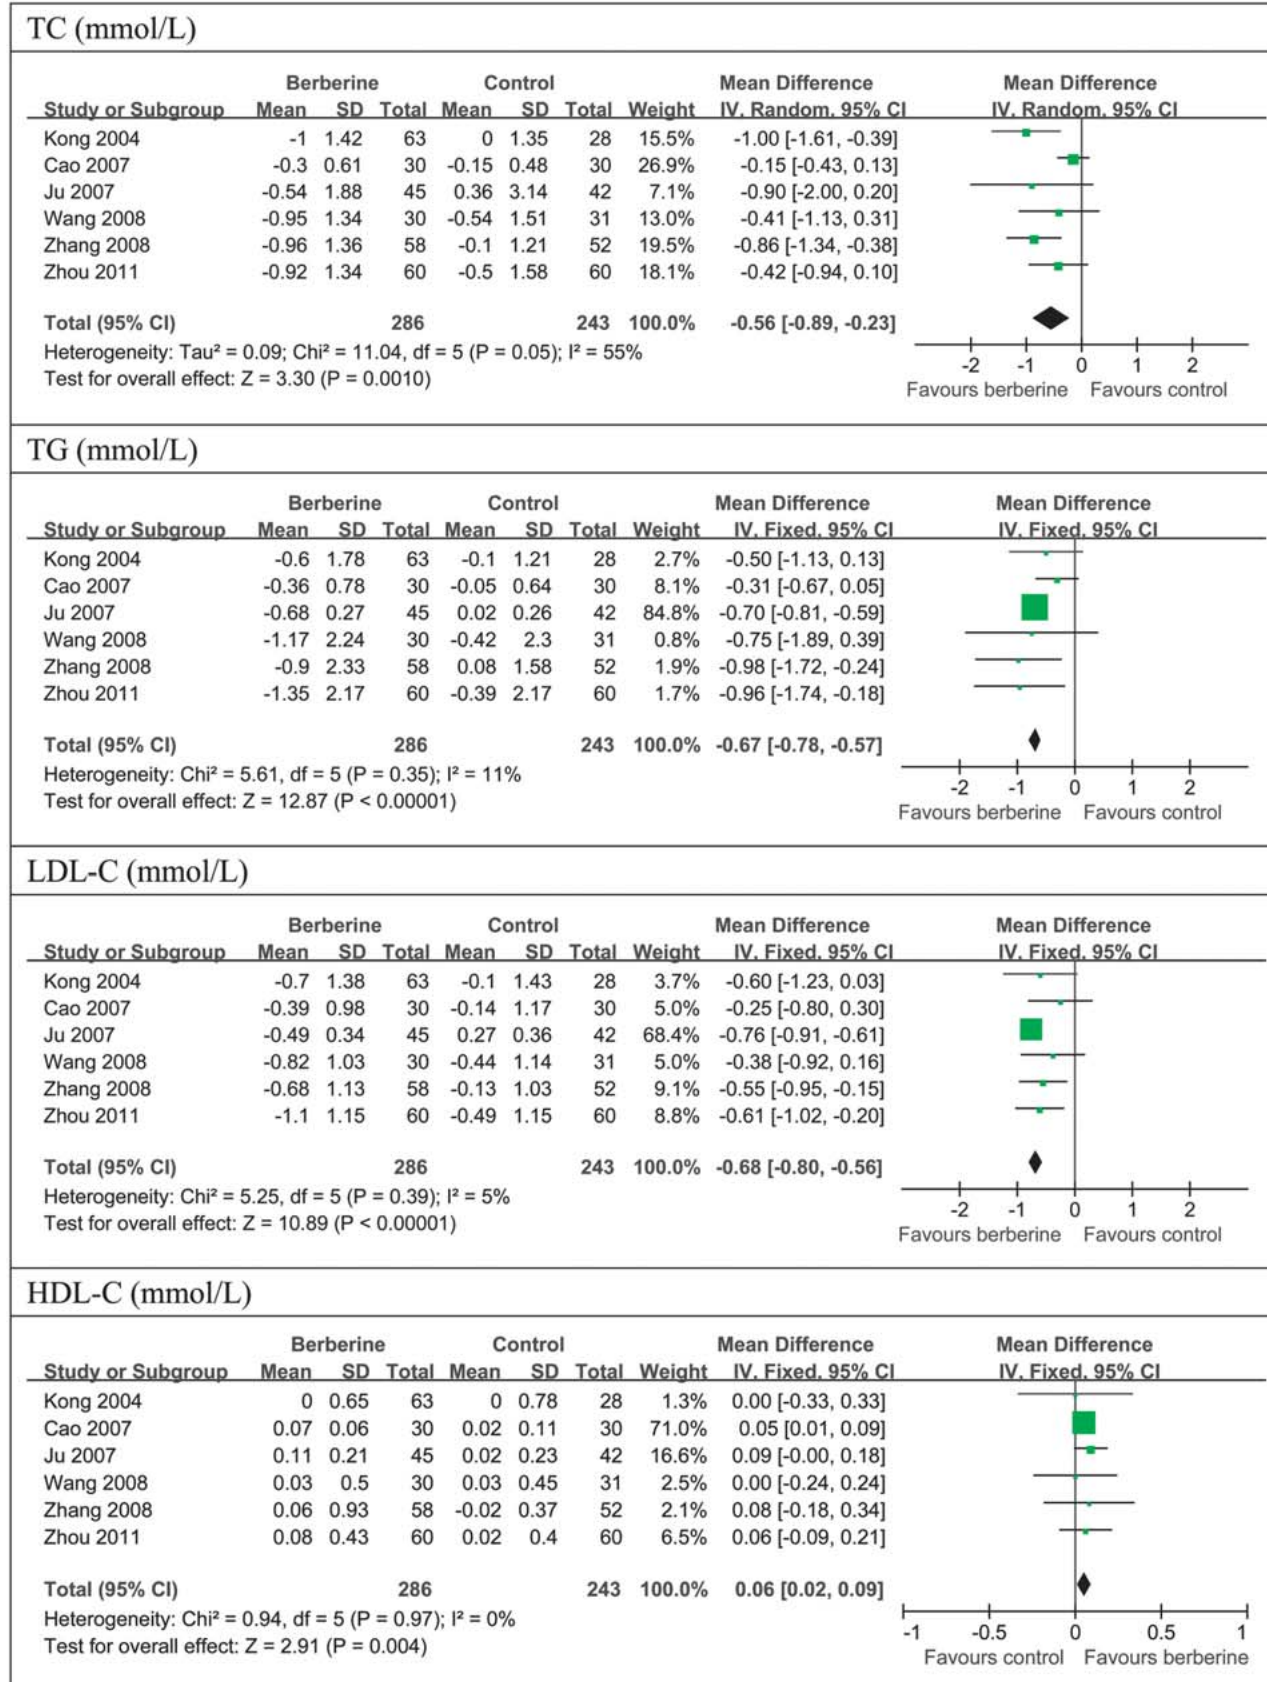 TC (mmol/L)
Berberine Control Mean Difference Mean Difference
Study or Subgroup Mean SD Total Mean SD Total Weight IV, Random, 95% CI IV, Random, 95% CI
Kong 2004 -1 1.42 63 0 1.35 28 15.5% -1.00 [-1.61, -0.39]
Cao 2007 -0.3 0.61 30 -0.15 0.48 30 26.9% -0.15 [-0.43, 0.13]
Ju 2007 -0.54 1.88 45 0.36 3.14 42 7.1% -0.90 [-2.00, 0.20]
Wang 2008 -0.95 1.34 30 -0.54 1.51 31 13.0% -0.41 [-1.13, 0.31]
Zhang 2008 -0.96 1.36 58 -0.1 1.21 52 19.5% -0.86 [-1.34, -0.38]
Zhou 2011 -0.92 1.34 60 -0.5 1.58 60 18.1% -0.42 [-0.94, 0.10]
Total (95% CI) 286 243 100.0% -0.56 [-0.89, -0.23]
Heterogeneity: Tau² = 0.09; Chi² = 11.04, df = 5 (P = 0.05); I² = 55%
Test for overall effect: Z = 3.30 (P = 0.0010)
-2 -1 0 1 2
Favours berberine Favours control
TG (mmol/L)
Berberine Control Mean Difference Mean Difference
Study or Subgroup Mean SD Total Mean SD Total Weight IV, Fixed, 95% CI IV, Fixed, 95% CI
Kong 2004 -0.6 1.78 63 -0.1 1.21 28 2.7% -0.50 [-1.13, 0.13]
Cao 2007 -0.36 0.78 30 -0.05 0.64 30 8.1% -0.31 [-0.67, 0.05]
Ju 2007 -0.68 0.27 45 0.02 0.26 42 84.8% -0.70 [-0.81, -0.59]
Wang 2008 -1.17 2.24 30 -0.42 2.3 31 0.8% -0.75 [-1.89, 0.39]
Zhang 2008 -0.9 2.33 58 0.08 1.58 52 1.9% -0.98 [-1.72, -0.24]
Zhou 2011 -1.35 2.17 60 -0.39 2.17 60 1.7% -0.96 [-1.74, -0.18]
Total (95% CI) 286 243 100.0% -0.67 [-0.78, -0.57]
Heterogeneity: Chi² = 5.61, df = 5 (P = 0.35); I² = 11%
Test for overall effect: Z = 12.87 (P < 0.00001)
-2 -1 0 1 2
Favours berberine Favours control
LDL-C (mmol/L)
Berberine Control Mean Difference Mean Difference
Study or Subgroup Mean SD Total Mean SD Total Weight IV, Fixed, 95% CI IV, Fixed, 95% CI
Kong 2004 -0.7 1.38 63 -0.1 1.43 28 3.7% -0.60 [-1.23, 0.03]
Cao 2007 -0.39 0.98 30 -0.14 1.17 30 5.0% -0.25 [-0.80, 0.30]
Ju 2007 -0.49 0.34 45 0.27 0.36 42 68.4% -0.76 [-0.91, -0.61]
Wang 2008 -0.82 1.03 30 -0.44 1.14 31 5.0% -0.38 [-0.92, 0.16]
Zhang 2008 -0.68 1.13 58 -0.13 1.03 52 9.1% -0.55 [-0.95, -0.15]
Zhou 2011 -1.1 1.15 60 -0.49 1.15 60 8.8% -0.61 [-1.02, -0.20]
Total (95% CI) 286 243 100.0% -0.68 [-0.80, -0.56]
Heterogeneity: Chi² = 5.25, df = 5 (P = 0.39); I² = 5%
Test for overall effect: Z = 10.89 (P < 0.00001)
-2 -1 0 1 2
Favours berberine Favours control
HDL-C (mmol/L)
Berberine Control Mean Difference Mean Difference
Study or Subgroup Mean SD Total Mean SD Total Weight IV, Fixed, 95% CI IV, Fixed, 95% CI
Kong 2004 0 0.65 63 0 0.78 28 1.3% 0.00 [-0.33, 0.33]
Cao 2007 0.07 0.06 30 0.02 0.11 30 71.0% 0.05 [0.01, 0.09]
Ju 2007 0.11 0.21 45 0.02 0.23 42 16.6% 0.09 [-0.00, 0.18]
Wang 2008 0.03 0.5 30 0.03 0.45 31 2.5% 0.00 [-0.24, 0.24]
Zhang 2008 0.06 0.93 58 -0.02 0.37 52 2.1% 0.08 [-0.18, 0.34]
Zhou 2011 0.08 0.43 60 0.02 0.4 60 6.5% 0.06 [-0.09, 0.21]
Total (95% CI) 286 243 100.0% 0.06 [0.02, 0.09]
Heterogeneity: Chi² = 0.94, df = 5 (P = 0.97); I² = 0%
Test for overall effect: Z = 2.91 (P = 0.004)
-1 -0.5 0 0.5 1
Favours control Favours berberine